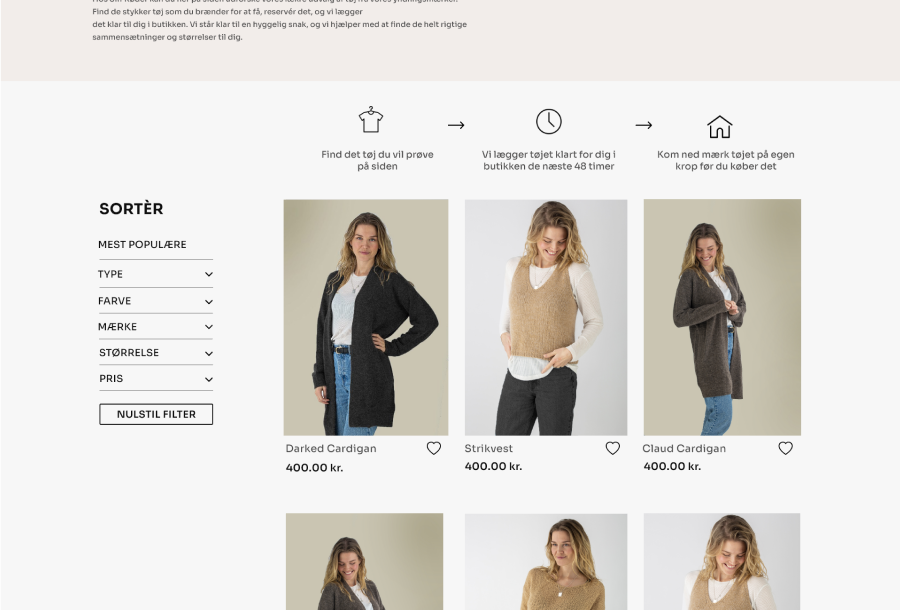 Find de stykker tøj som du brænder for at få, reservér det, og vi lægger
det klar til dig i butikken. Vi står klar til en hyggelig snak, og vi hjælper med at finde de helt rigtige
sammensætninger og størrelser til dig.
Find det tøj du vil prøve
på siden
Vi lægger tøjet klart for dig i
butikken de næste 48 timer
Kom ned mærk tøjet på egen
krop før du køber det
SORTÈR
MEST POPULÆRE
TYPE
FARVE
MÆRKE
STØRRELSE
PRIS
NULSTIL FILTER
Darked Cardigan
400.00 kr.
Strikvest
400.00 kr.
Claud Cardigan
400.00 kr.